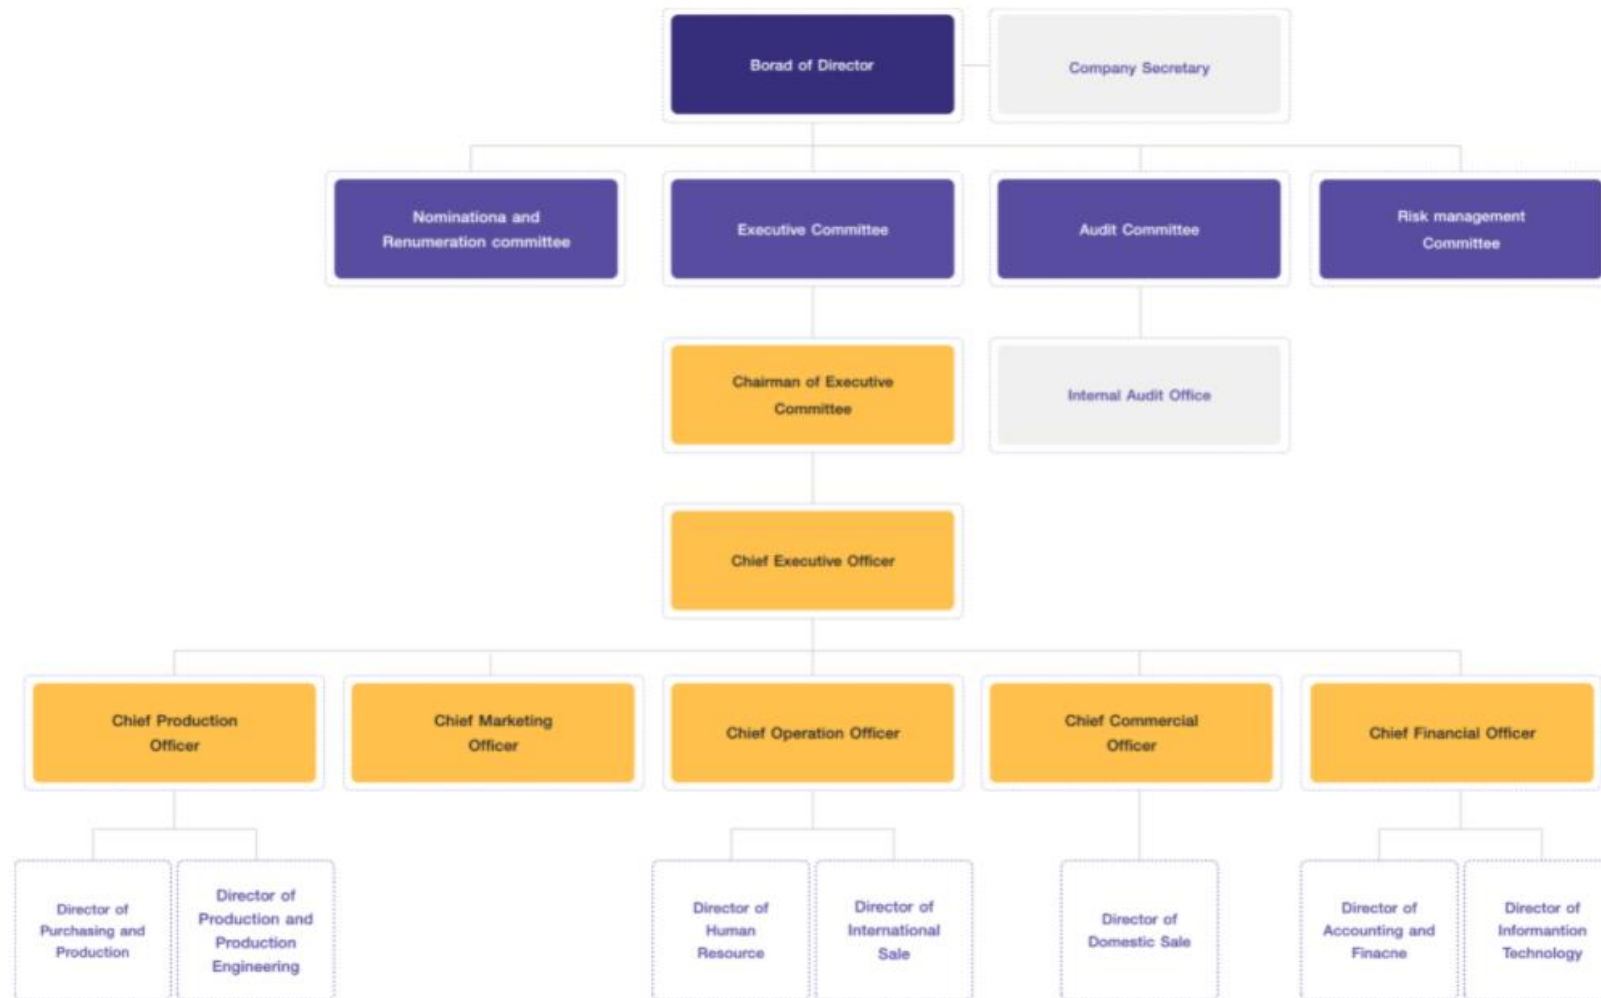 Borad of Director
Company Secretary
Nominationa and
Renumeration committee
Executive Committee
Audit Committee
Risk management
Committee
Chairman of Executive
Committee
Internal Audit Office
Chief Executive Officer
Chief Production
Officer
Chief Marketing
Officer
Chief Operation Officer
Chief Commercial
Officer
Chief Financial Officer
Director of
Purchasing and
Production
Director of
Production and
Production
Engineering
Director of
Human
Resource
Director of
International
Sale
Director of
Domestic Sale
Director of
Accounting and
Finacne
Director of
Informantion
Technology